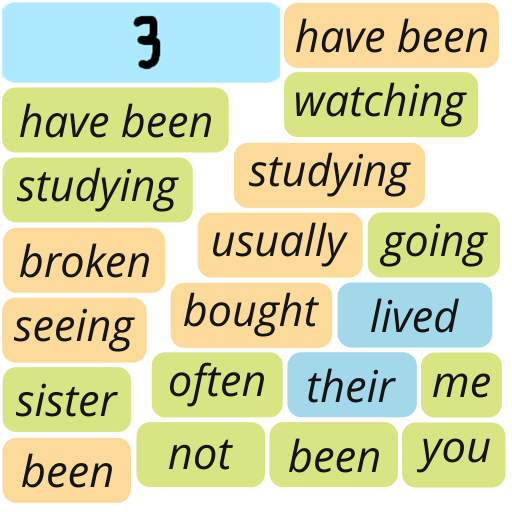 3 have been
have been watching
studying studying
broken usually going
seeing bought lived
sister often their me
been not been you